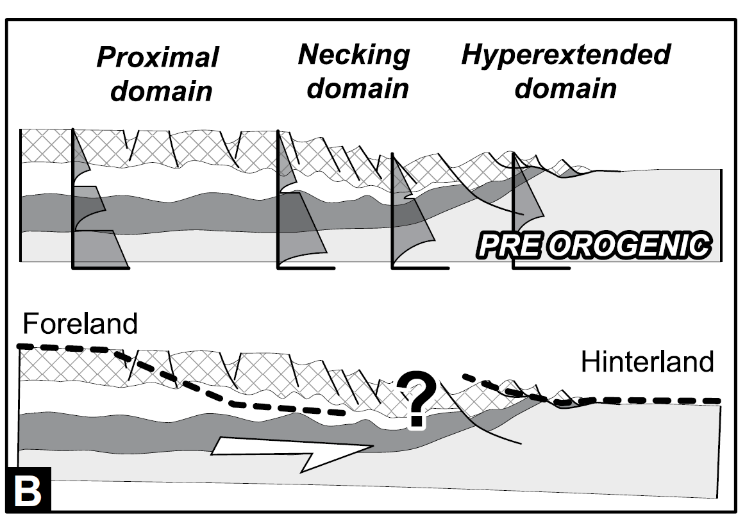 Proximal
domain
Necking
domain
Hyperextended
domain
PRE OROGENIC
Foreland
Hinterland
?
B